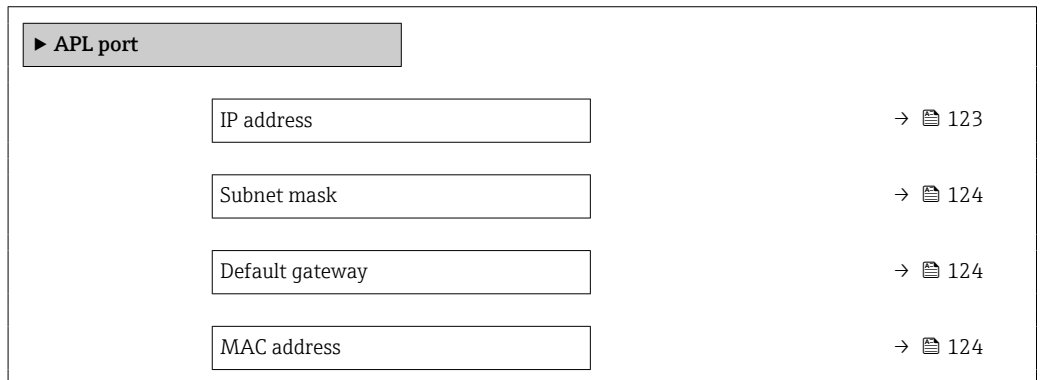 ▶ APL port
IP address → 123
Subnet mask → 124
Default gateway → 124
MAC address → 124